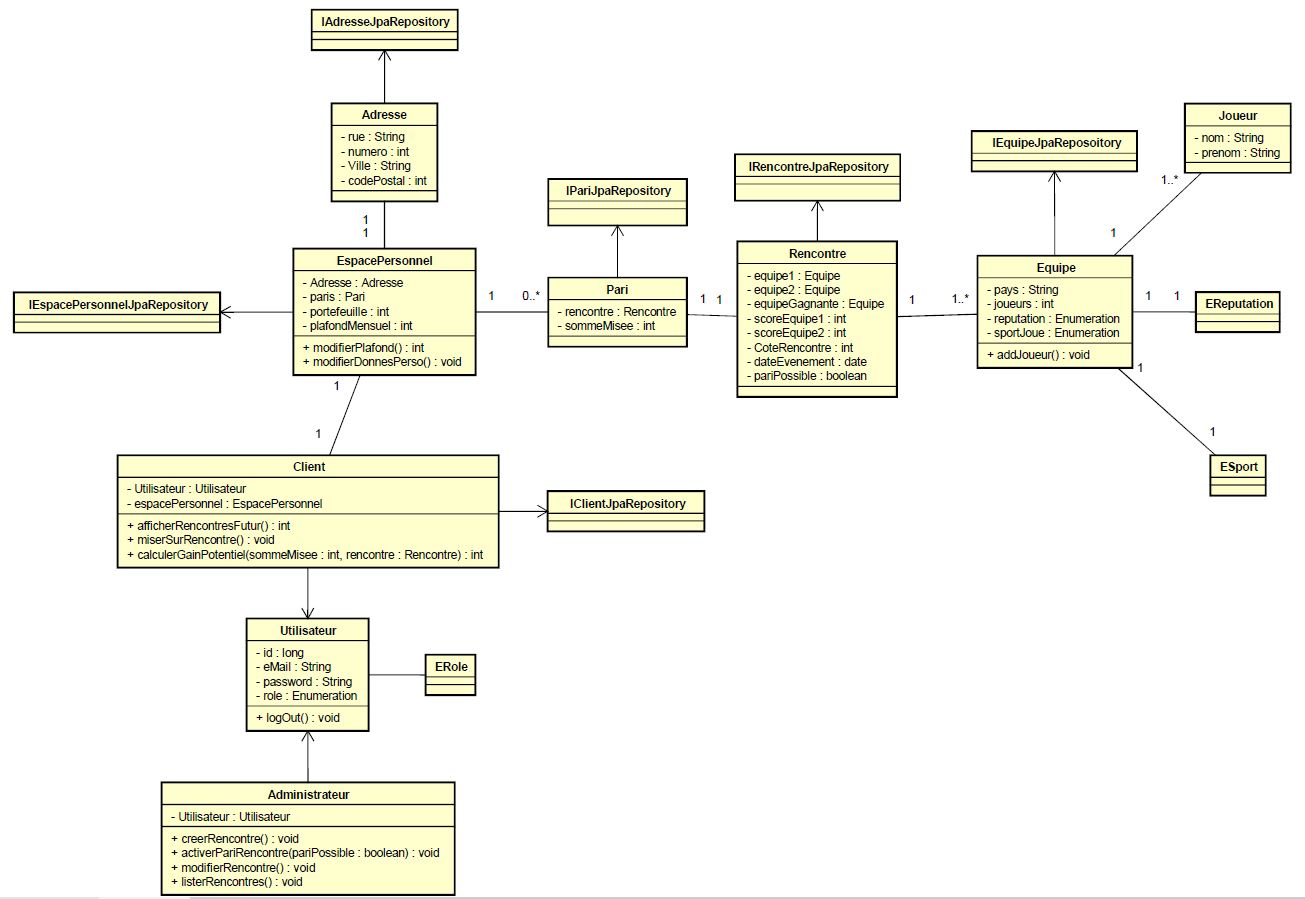 IAdresseJpaRepository
Adresse
- rue : String
- numero : int
- Ville : String
- codePostal : int
1
1
IEspacePersonnelJpaRepository
EspacePersonnel
- Adresse : Adresse
- paris : Pari
- portefeuille : int
- plafondMensuel : int
+ modifierPlafond() : int
+ modifierDonnesPerso() : void
1
0..*
IPariJpaRepository
Pari
- rencontre : Rencontre
- sommeMisee : int
1
1
IRencontreJpaRepository
Rencontre
- equipe1 : Equipe
- equipe2 : Equipe
- equipeGagnante : Equipe
- scoreEquipe1 : int
- scoreEquipe2 : int
- CoteRencontre : int
- dateEvenement : date
- pariPossible : boolean
1
1..*
IEquipeJpaReposoitory
Equipe
- pays : String
- joueurs : int
- reputation : Enumeration
- sportJoue : Enumeration
+ addJoueur() : void
Joueur
- nom : String
- prenom : String
1..*
1
1
1
EReputation
1
1
ESport
1
1
Client
- Utilisateur : Utilisateur
- espacePersonnel : EspacePersonnel
+ afficherRencontresFutur() : int
+ miserSurRencontre() : void
+ calculerGainPotentiel(sommeMisee : int, rencontre : Rencontre) : int
IClientJpaRepository
Utilisateur
- id : long
- eMail : String
- password : String
- role : Enumeration
+ logOut() : void
ERole
Administrateur
- Utilisateur : Utilisateur
+ creerRencontre() : void
+ activerPariRencontre(pariPossible : boolean) : void
+ modifierRencontre() : void
+ listerRencontres() : void